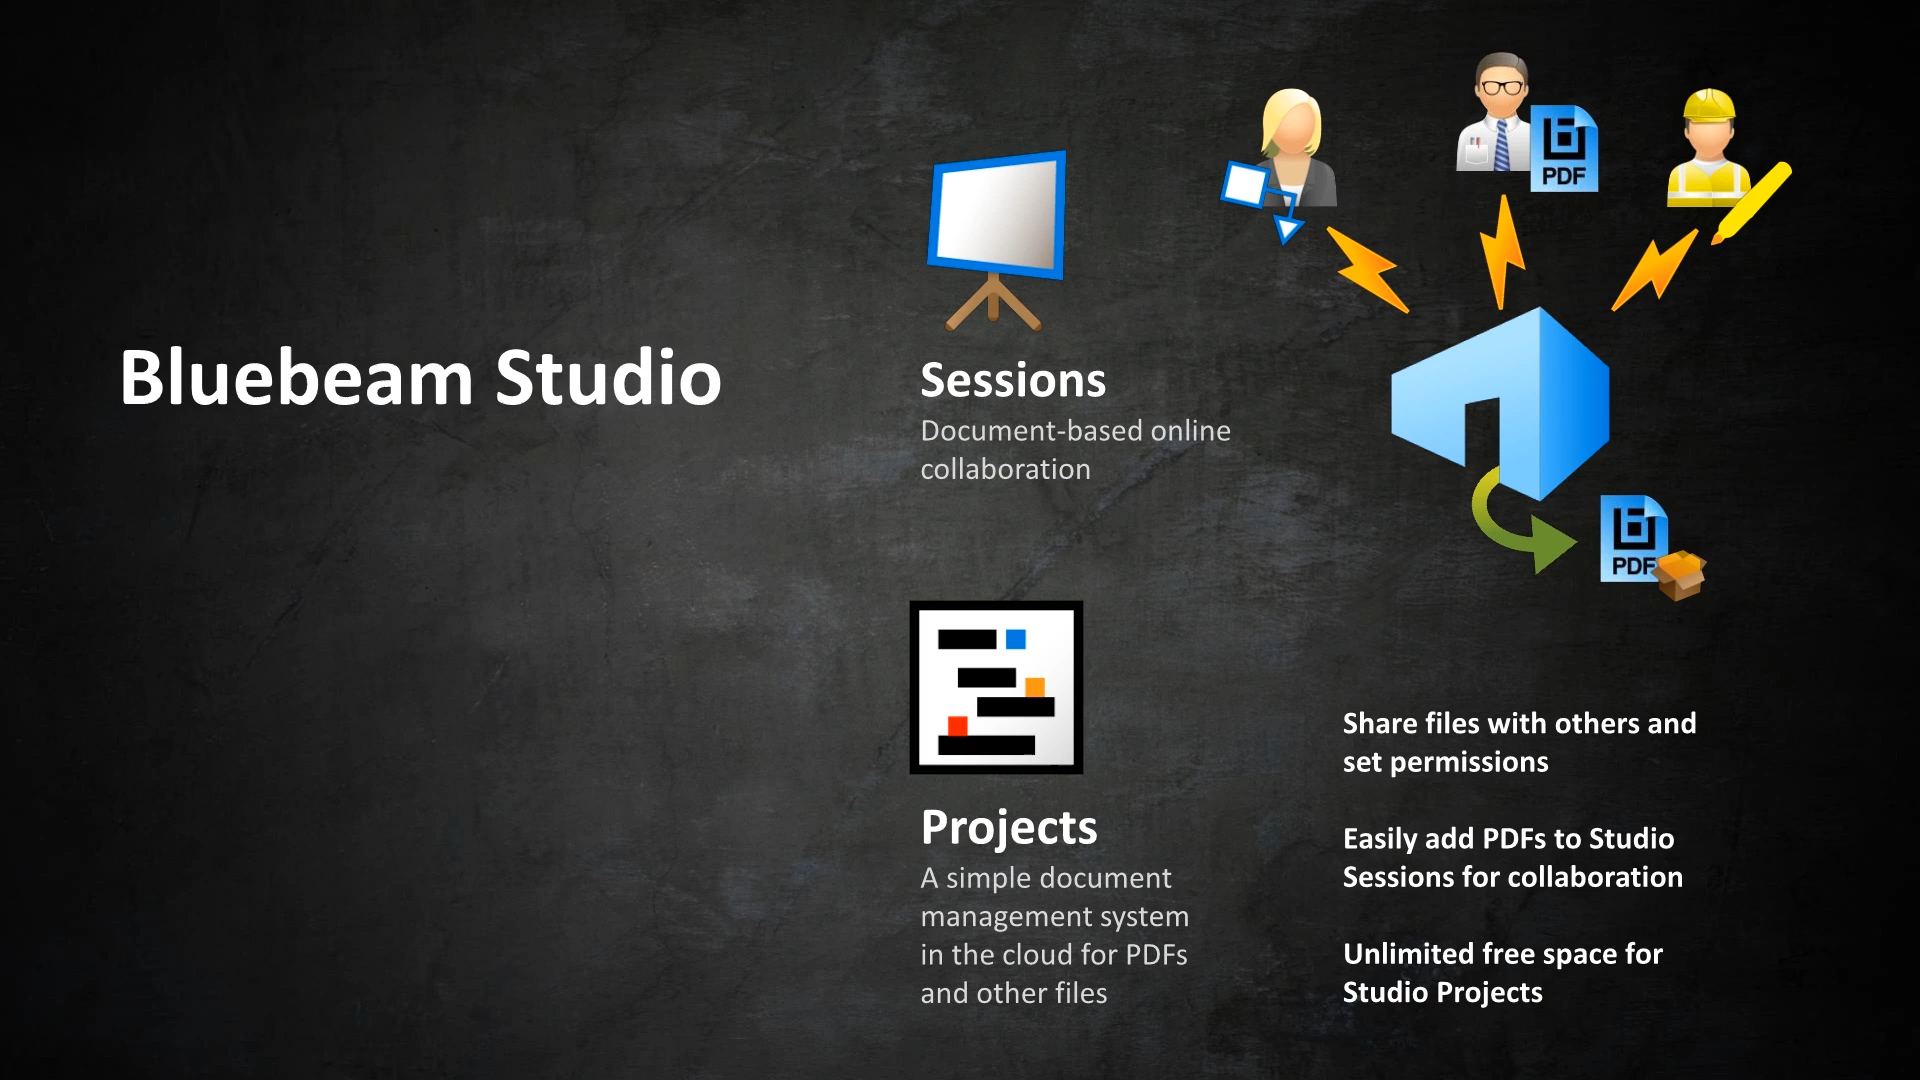 Bluebeam Studio
Sessions
Document-based online
collaboration
PDF
PDF
Projects
A simple document
management system
in the cloud for PDFs
and other files
Share files with others and
set permissions
Easily add PDFs to Studio
Sessions for collaboration
Unlimited free space for
Studio Projects